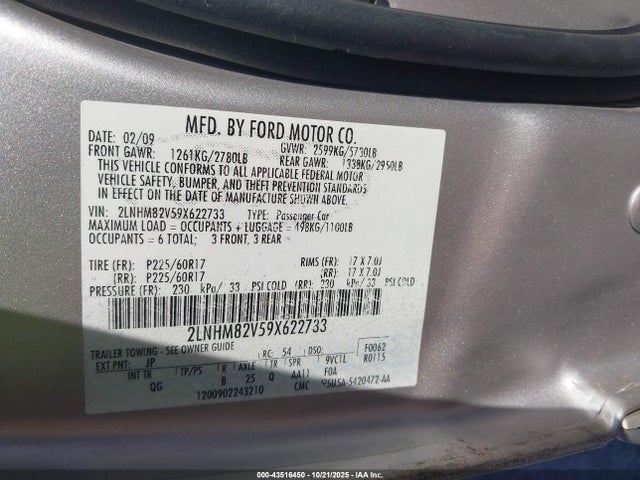 MFD. BY FORD MOTOR CO.
DATE: 02/09 GVWR: 2599KG/5730LB
FRONT GAWR: 1261KG/2780LB REAR GAWR: 1338KG/2950LB
THIS VEHICLE CONFORMS TO ALL APPLICABLE FEDERAL MOTOR
VEHICLE SAFETY, BUMPER, AND THEFT PREVENTION STANDARDS
IN EFFECT ON THE DATE OF MANUFACTURE SHOWN ABOVE.
VIN: 2LNHM82V59X622733 TYPE: Passenger Car
MAXIMUM LOAD = OCCUPANTS + LUGGAGE = 498KG/1100LB
OCCUPANTS = 6 TOTAL; 3 FRONT, 3 REAR
TIRE (FR): P225/60R17 RIMS (FR): 17 X 7.0J
(RR): P225/60R17 (RR): 17 X 7.0J
PRESSURE (FR): 230 kPa/ 33 PSI COLD (RR): 230 kPa/ 33 PSI COLD
2LNHM82V59X622733
TRAILER TOWING - SEE OWNER GUIDE
EXT PNT: JP RC: 54 DSO: F0062
R0115
INT TR TP/PS R AXLE TR SPR 9VC1L
QG B 25 Q AA11 F0A
1200902243210 CMC 5U5A-5420472-AA
000-43516450 - 10/21/2025 - IAA Inc.